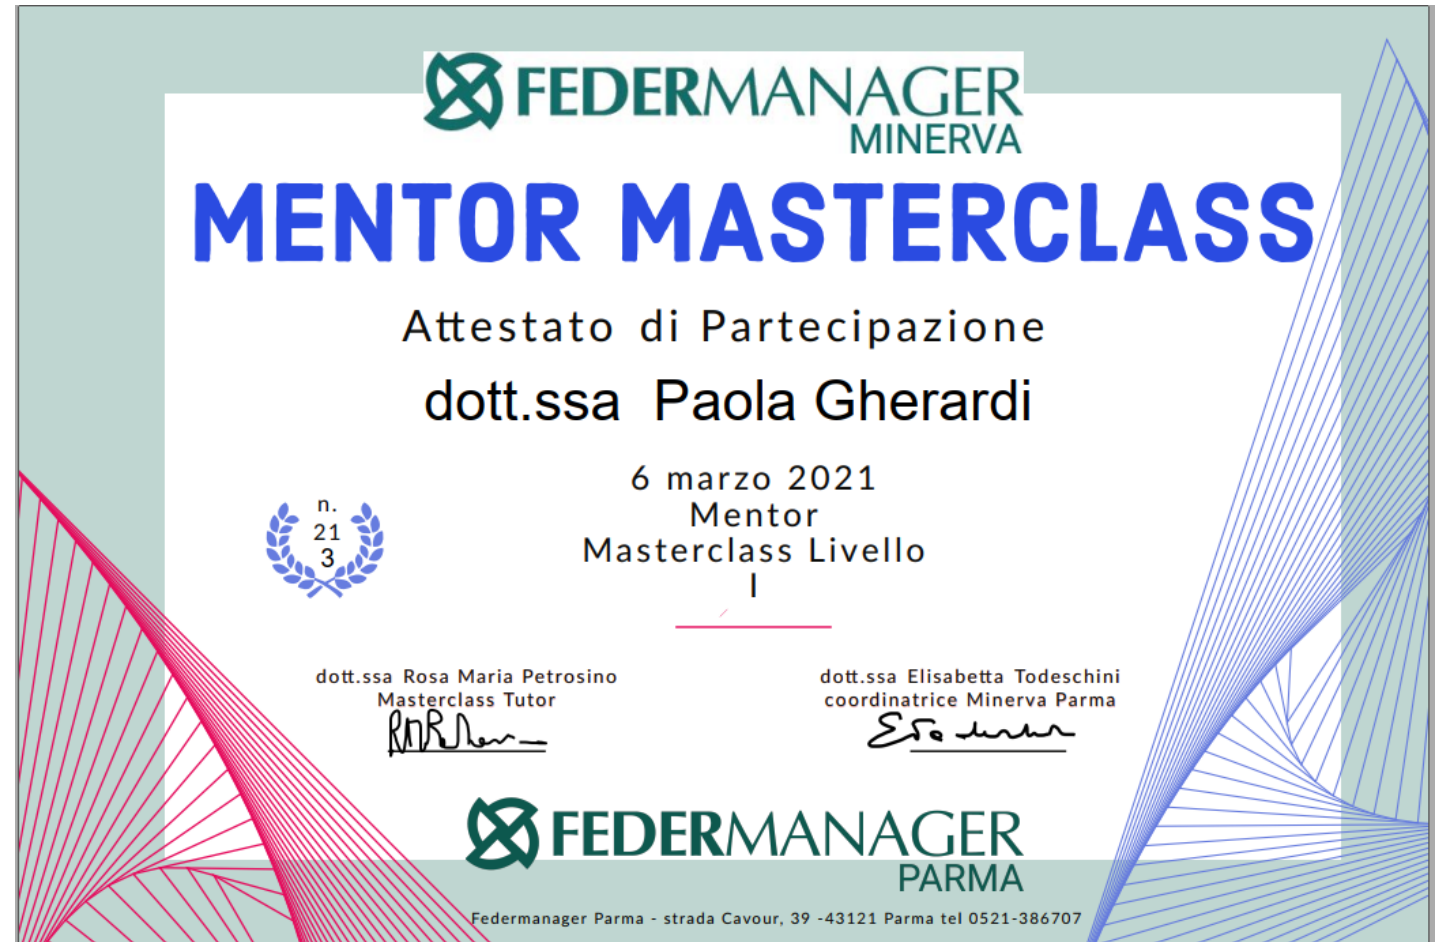 FEDERMANAGER
MINERVA
MENTOR MASTERCLASS
Attestato di Partecipazione
dott.ssa Paola Gherardi
6 marzo 2021
Mentor
Masterclass Livello
I
n.
21
3
dott.ssa Rosa Maria Petrosino
Masterclass Tutor
dott.ssa Elisabetta Todeschini
coordinatrice Minerva Parma
FEDERMANAGER
PARMA
Federmanager Parma - strada Cavour, 39 -43121 Parma tel 0521-386707